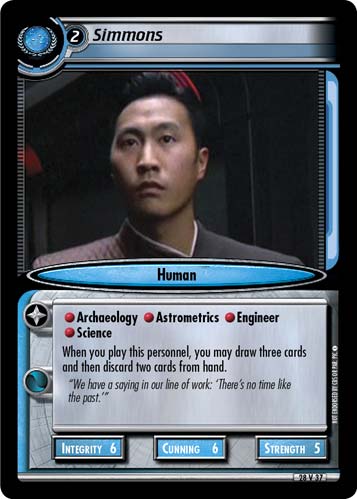 2 Simmons
Human
Archaeology Astrometrics Engineer
Science
When you play this personnel, you may draw three cards
and then discard two cards from hand.
"We have a saying in our line of work: 'There's no time like
the past.'"
INTEGRITY 6 CUNNING 6 STRENGTH 5
28 V 37